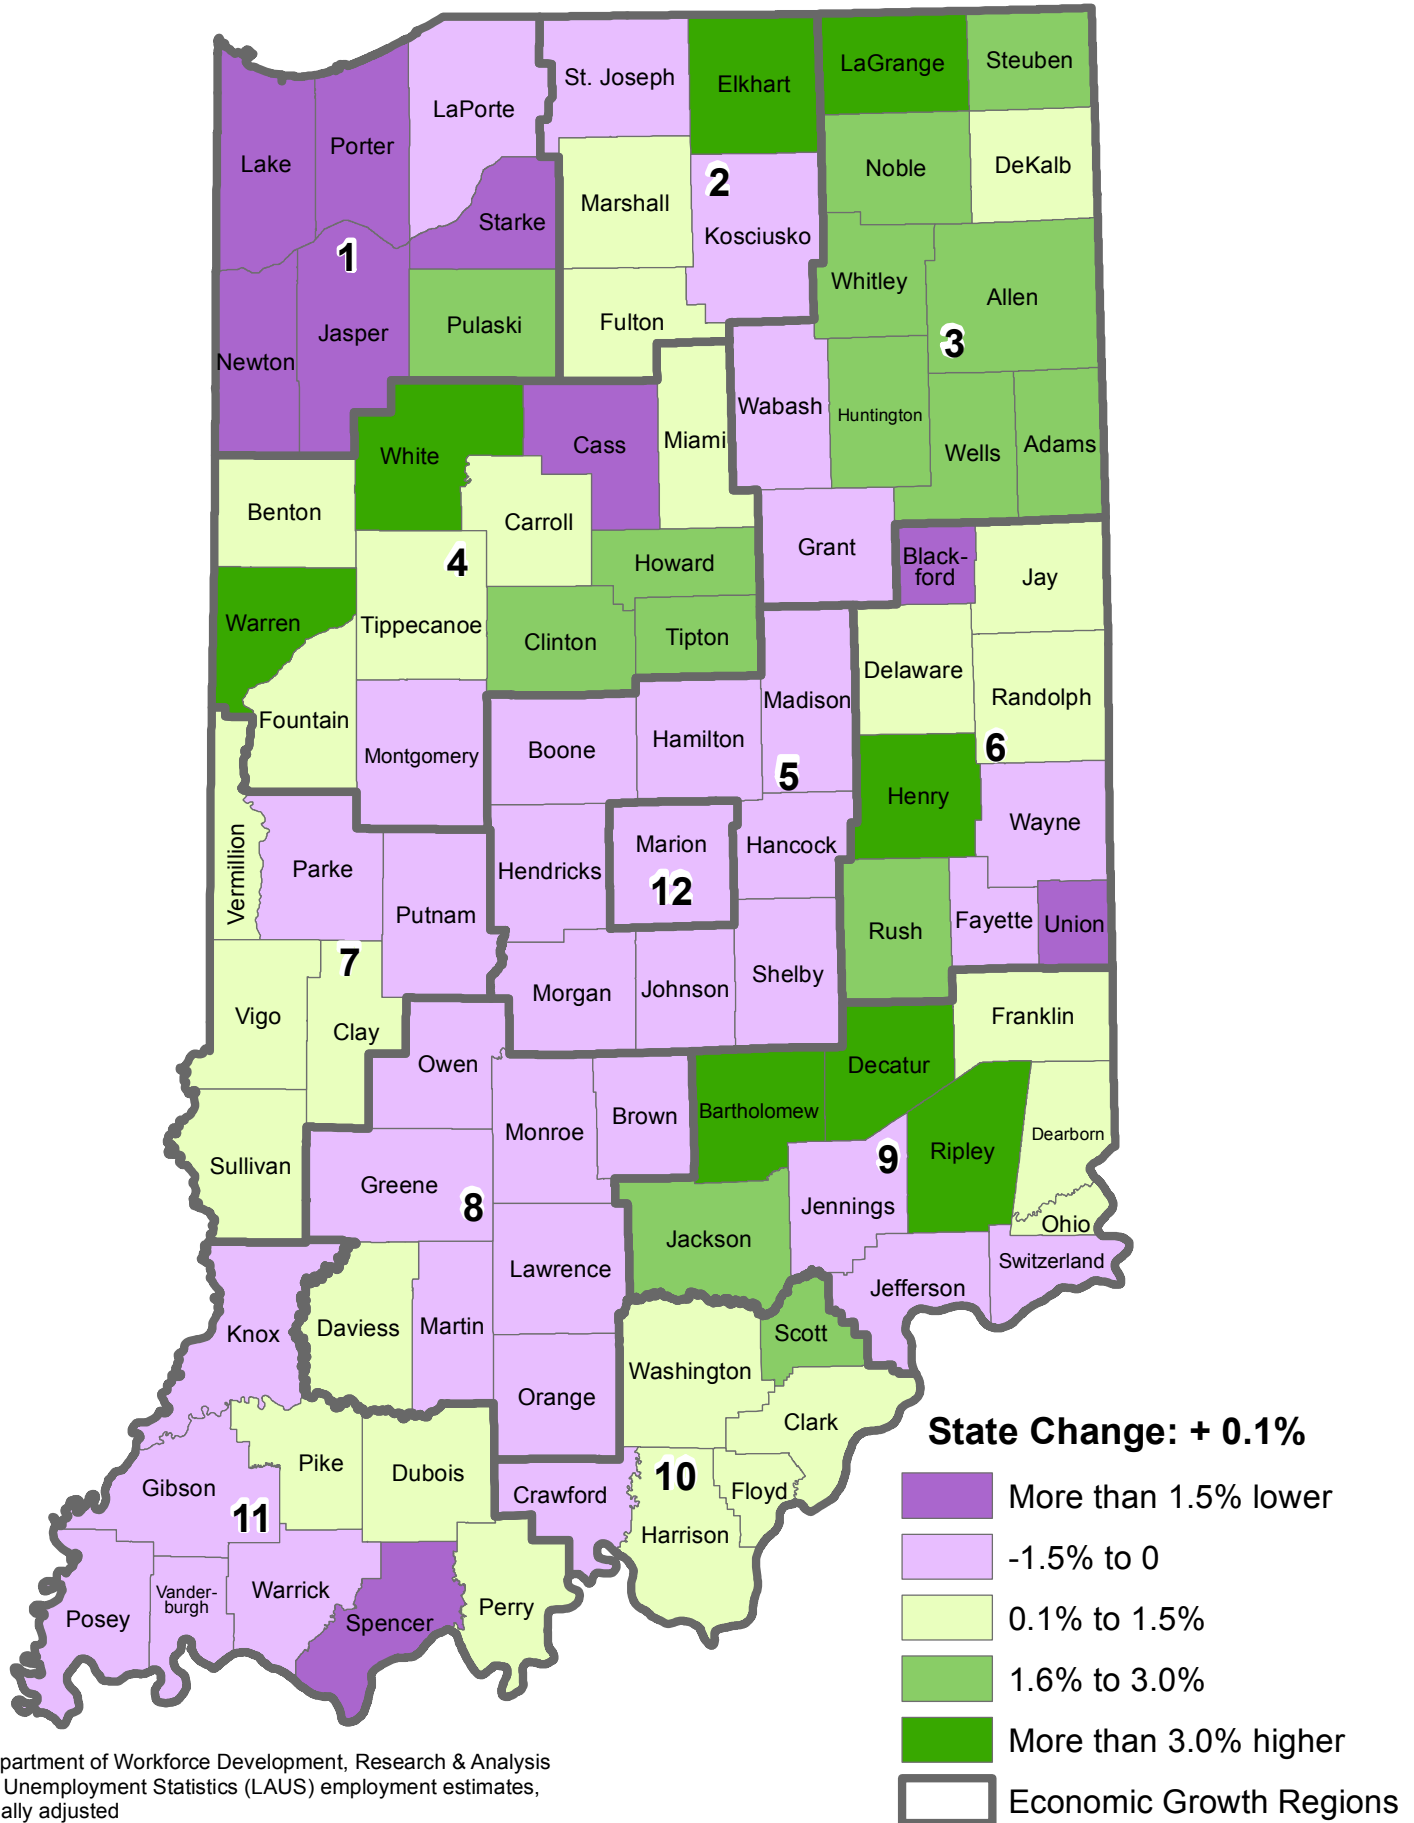 St. Joseph
Elkhart
LaGrange
Steuben
LaPorte
Lake
Porter
Noble
DeKalb
2
Marshall
Starke
Kosciusko
1
Whitley
Allen
Pulaski
Fulton
Jasper
3
Newton
Wabash
Huntington
White
Cass
Miami
Wells
Adams
Benton
Carroll
Grant
4
Howard
Black-
ford
Jay
Warren
Tippecanoe
Clinton
Tipton
Delaware
Madison
Randolph
Fountain
Montgomery
Boone
Hamilton
6
5
Henry
Wayne
Vermillion
Parke
Hendricks
Marion
12
Hancock
Putnam
Rush
Fayette
Union
7
Morgan
Johnson
Shelby
Vigo
Clay
Franklin
Owen
Decatur
Monroe
Brown
Bartholomew
Dearborn
Sullivan
Greene
9
Ripley
8
Jennings
Ohio
Jackson
Lawrence
Switzerland
Jefferson
Knox
Daviess
Martin
Scott
Washington
Orange
Clark
Pike
Dubois
10
Gibson
Crawford
Floyd
11
Harrison
Warrick
Vander-
burgh
Posey
Spencer
Perry
State Change: + 0.1%
More than 1.5% lower
-1.5% to 0
0.1% to 1.5%
1.6% to 3.0%
More than 3.0% higher
Economic Growth Regions
partment of Workforce Development, Research & Analysis
Unemployment Statistics (LAUS) employment estimates,
ally adjusted